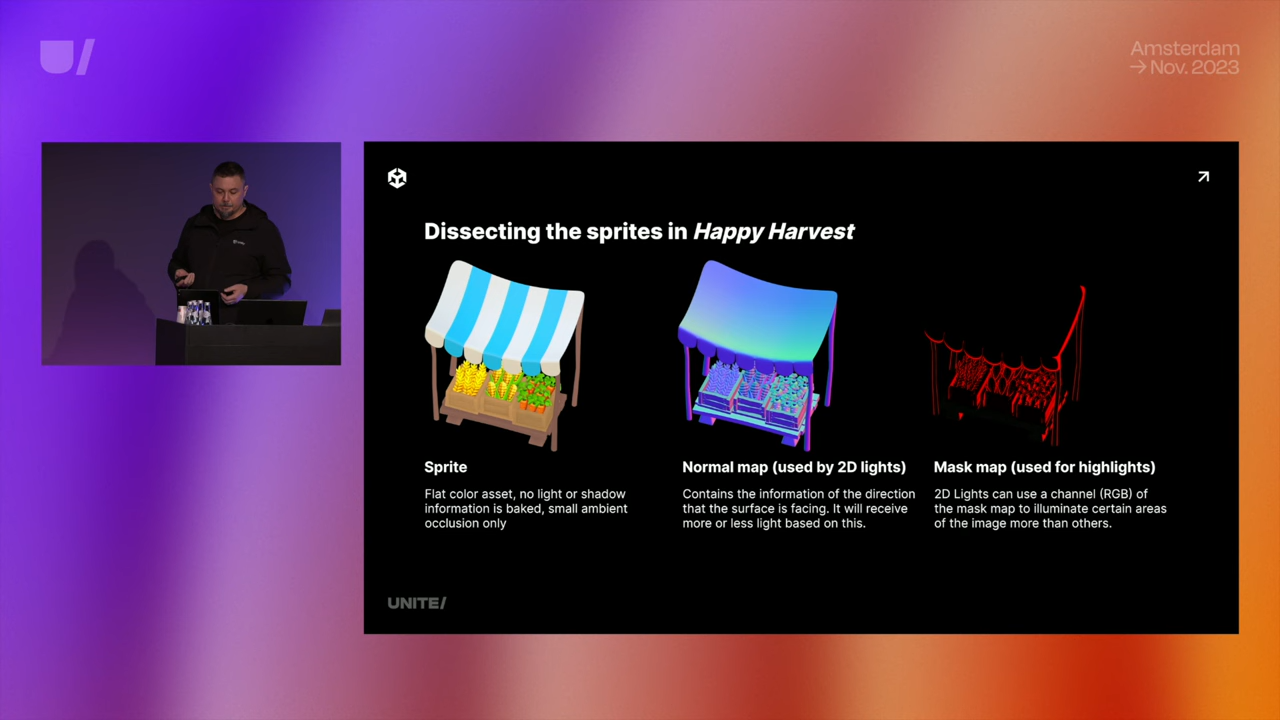 U/
Amsterdam
→ Nov. 2023
Dissecting the sprites in Happy Harvest
Sprite
Flat color asset, no light or shadow
information is baked, small ambient
occlusion only
Normal map (used by 2D lights)
Contains the information of the direction
that the surface is facing. It will receive
more or less light based on this.
Mask map (used for highlights)
2D Lights can use a channel (RGB) of
the mask map to illuminate certain areas
of the image more than others.
UNITE/